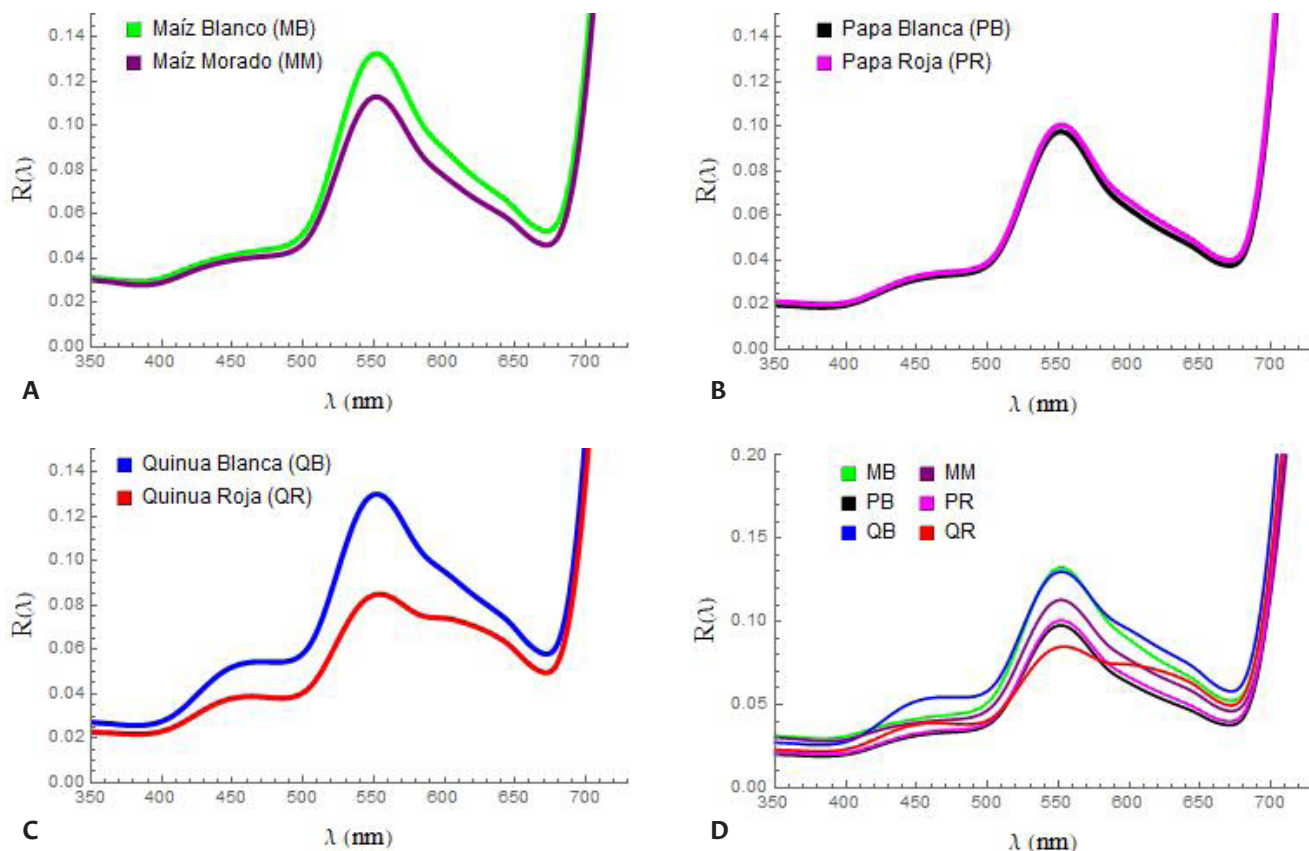 0.14
0.12
0.10
0.08
0.06
0.04
0.02
0.00
R(λ)
Maíz Blanco (MB)
Maíz Morado (MM)
350 400 450 500 550 600 650 700
λ (nm)
A
0.14
0.12
0.10
0.08
0.06
0.04
0.02
0.00
R(λ)
Papa Blanca (PB)
Papa Roja (PR)
350 400 450 500 550 600 650 700
λ (nm)
B
0.14
0.12
0.10
0.08
0.06
0.04
0.02
0.00
R(λ)
Quinua Blanca (QB)
Quinua Roja (QR)
350 400 450 500 550 600 650 700
λ (nm)
C
0.20
0.15
0.10
0.05
0.00
R(λ)
MB MM
PB PR
QB QR
350 400 450 500 550 600 650 700
λ (nm)
D